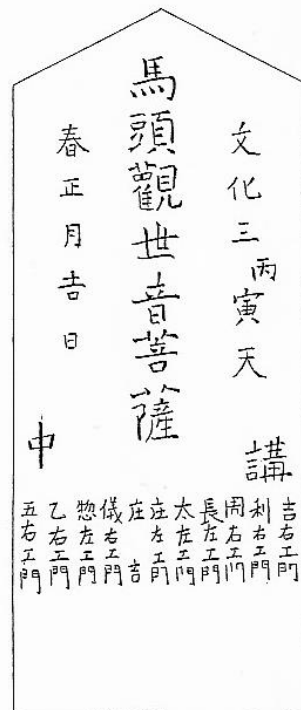 文化三丙寅天
馬頭觀世音菩薩
春正月吉日
講中
吉右エ門
利右エ門
周右エ門
長左エ門
太左エ門
庄左エ門
庄吉
儀右エ門
惣左エ門
乙右エ門
五右エ門